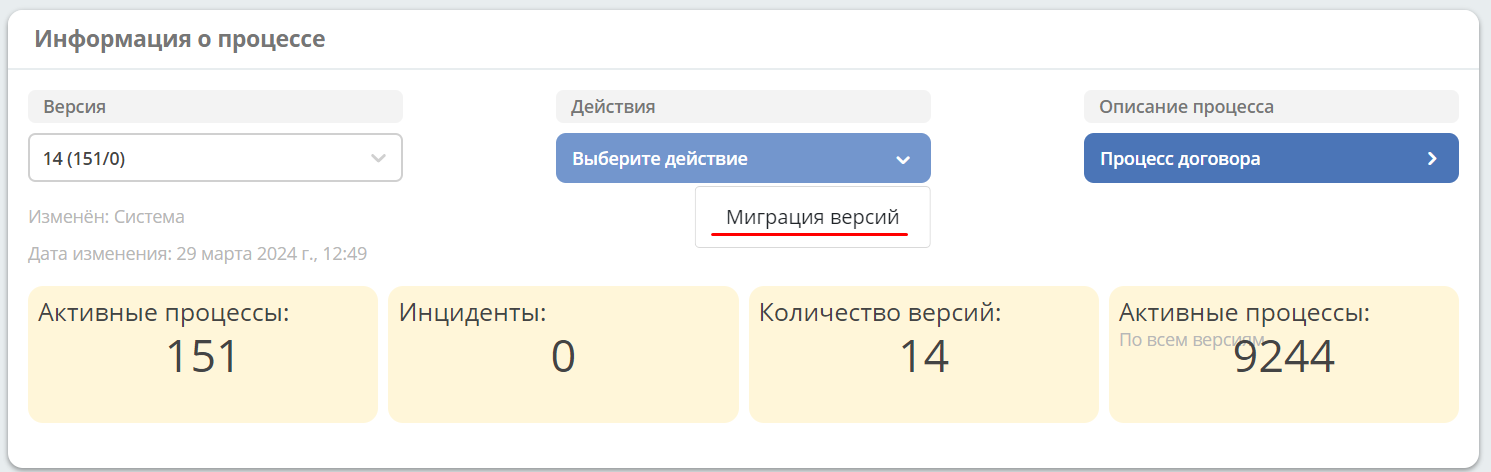 Информация о процессе
Версия
Действия
Описание процесса
14 (151/0)
Выберите действие
Процесс договора
Изменён: Система
Миграция версий
Дата изменения: 29 марта 2024 г., 12:49
Активные процессы:
151
Инциденты:
0
Количество версий:
14
Активные процессы:
По всем версиям
9244